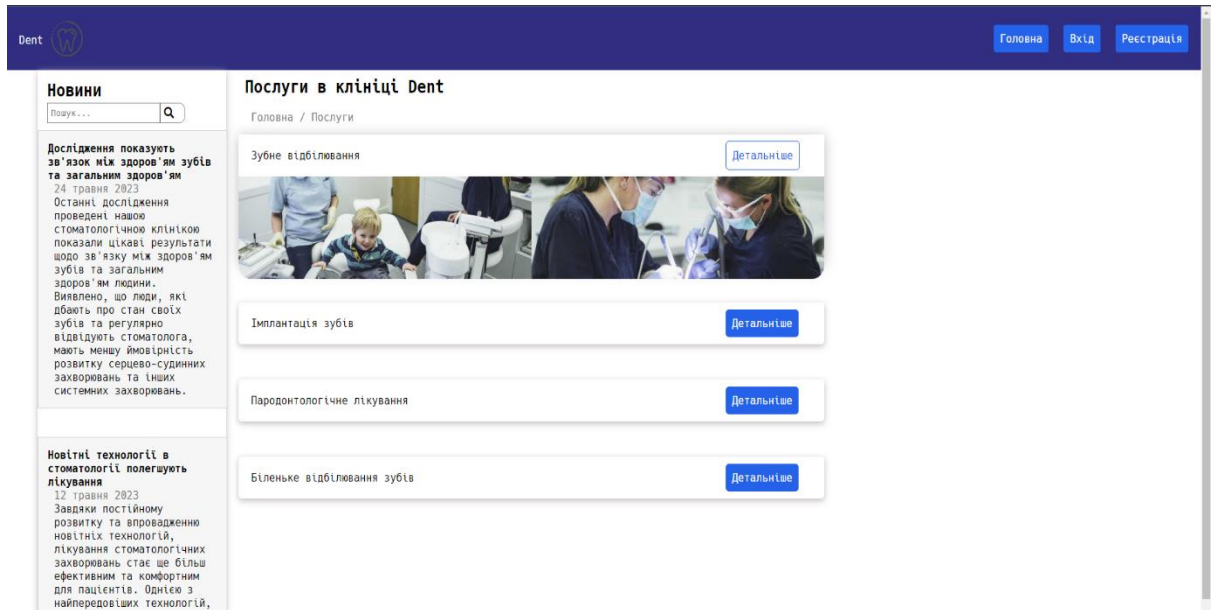 Dent
Головна
Вхід
Реєстрація
Новини
Пошук...
Дослідження показують
зв'язок між здоров'ям зубів
та загальним здоров'ям
24 травня 2023
Останні дослідження
проведені нашою
стоматологічною клінікою
показали цікаві результати
щодо зв'язку між здоров'ям
зубів та загальним
здоров'ям людини.
Виявлено, що люди, які
дбають про стан своїх
зубів та регулярно
відвідують стоматолога,
мають меншу ймовірність
розвитку серцево-судинних
захворювань та інших
системних захворювань.
Новітні технології в
стоматології полегшують
лікування
12 травня 2023
Завдяки постійному
розвитку та впровадженню
новітніх технологій,
лікування стоматологічних
захворювань стає ще більш
ефективним та комфортним
для пацієнтів. Однією з
найпередовіших технологій,
Послуги в клініці Dent
Головна / Послуги
Зубне відбілювання
Детальніше
Імплантація зубів
Детальніше
Пародонтологічне лікування
Детальніше
Біленьке відбілювання зубів
Детальніше